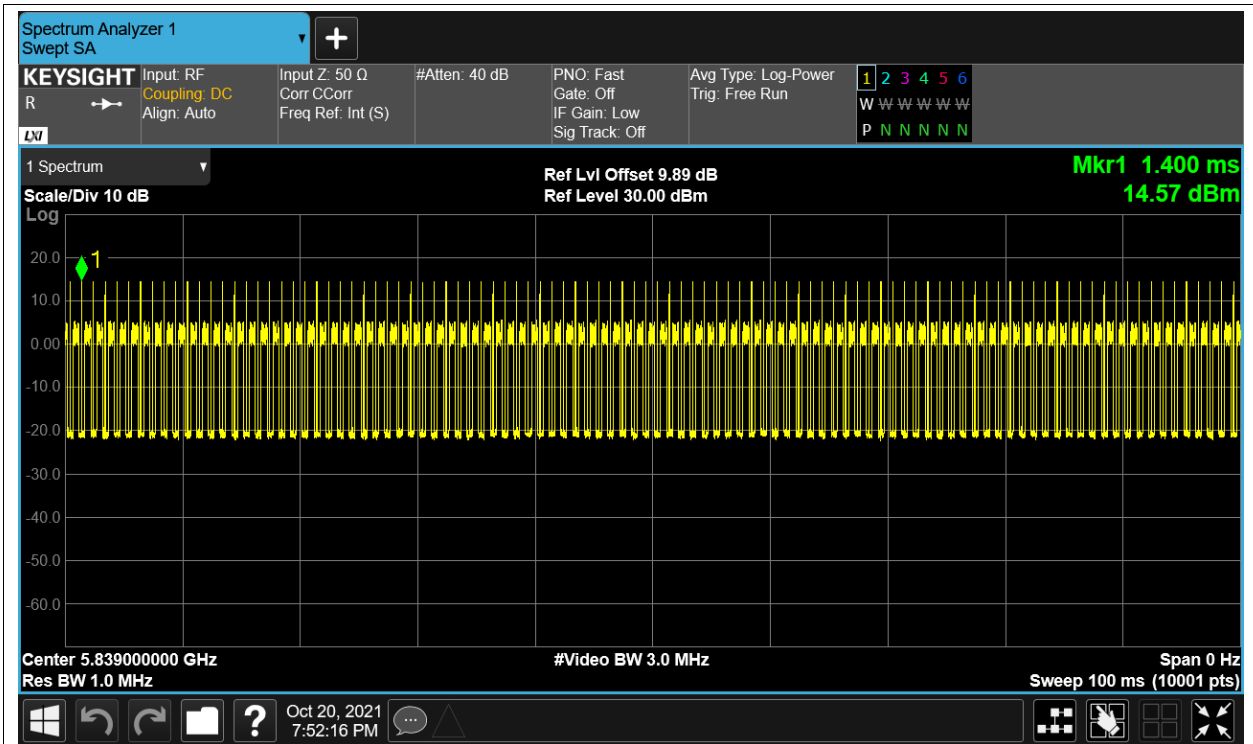 Spectrum Analyzer 1
Swept SA
+
KEYSIGHT
R
LXI
Input: RF
Coupling: DC
Align: Auto
Input Z: 50 Ω
Corr CCorr
Freq Ref: Int (S)
#Atten: 40 dB
PNO: Fast
Gate: Off
IF Gain: Low
Sig Track: Off
Avg Type: Log-Power
Trig: Free Run
1 2 3 4 5 6
W W W W W W
P N N N N N
1 Spectrum
Scale/Div 10 dB
Ref Lvl Offset 9.89 dB
Ref Level 30.00 dBm
Mkr1 1.400 ms
14.57 dBm
Log
1
20.0
10.0
0.00
-10.0
-20.0
-30.0
-40.0
-50.0
-60.0
Center 5.839000000 GHz
Res BW 1.0 MHz
#Video BW 3.0 MHz
Span 0 Hz
Sweep 100 ms (10001 pts)
?
Oct 20, 2021
7:52:16 PM